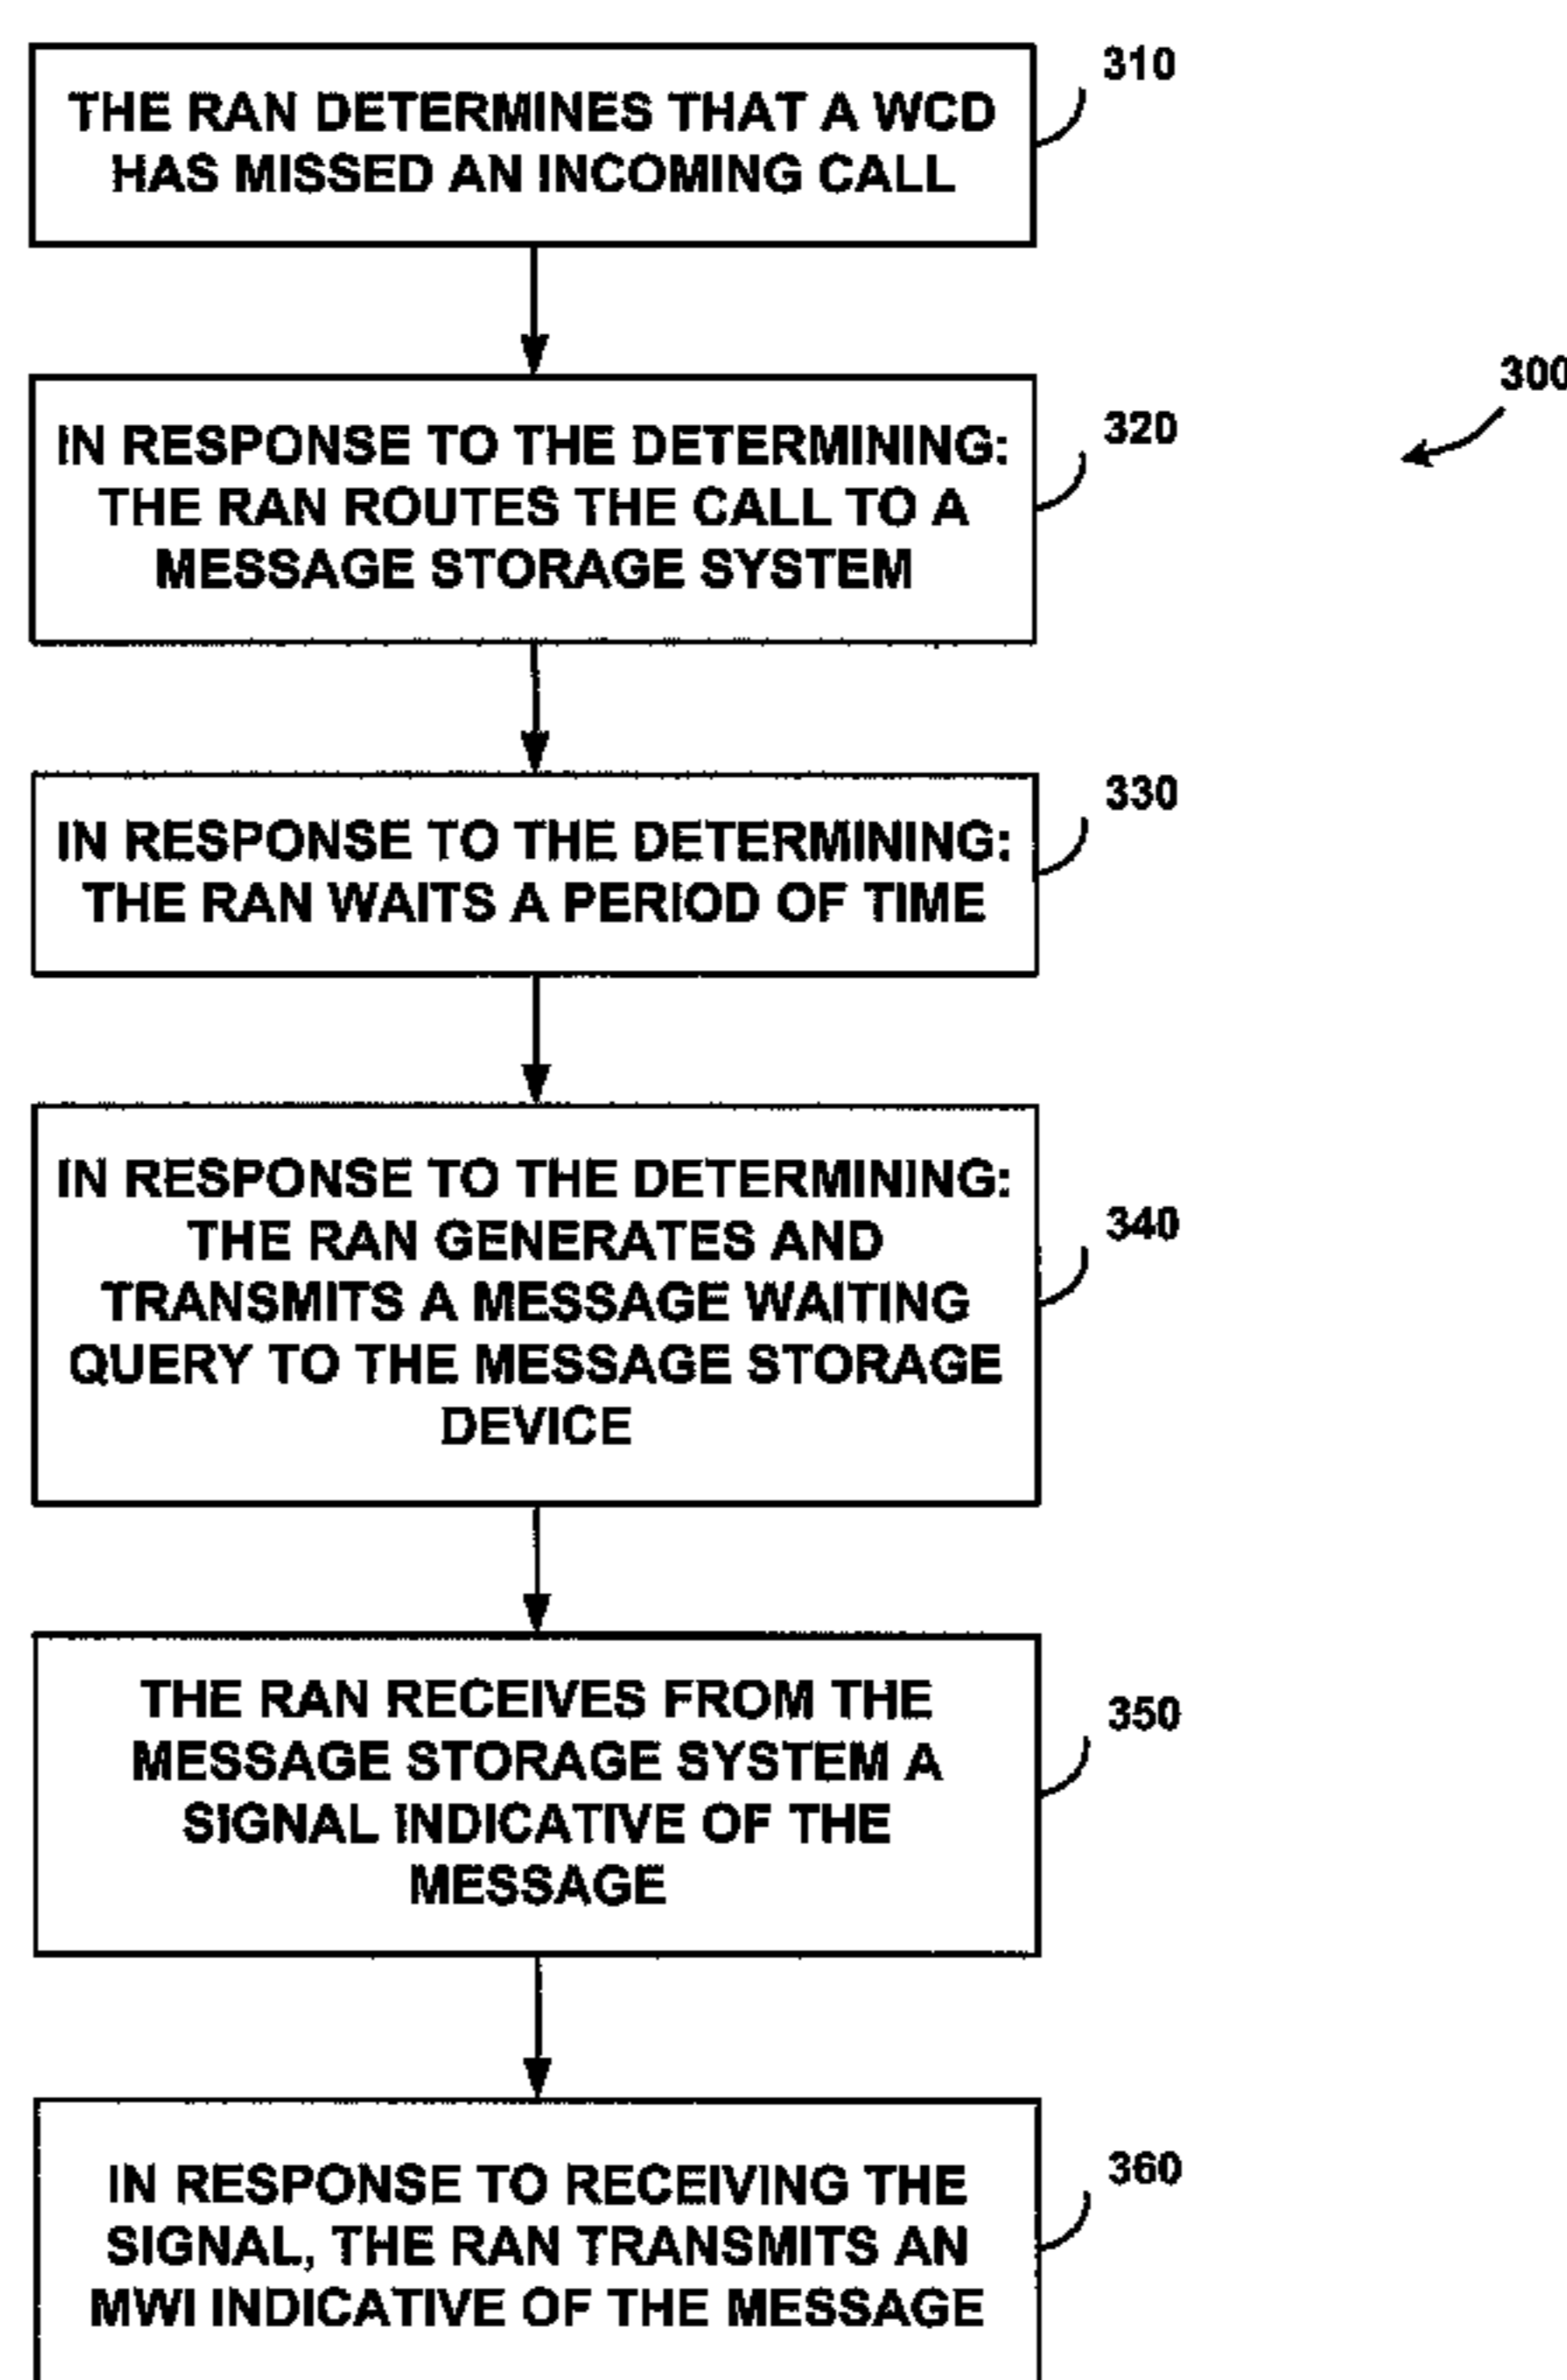 THE RAN DETERMINES THAT A WCD
HAS MISSED AN INCOMING CALL
310
300
IN RESPONSE TO THE DETERMINING:
THE RAN ROUTES THE CALL TO A
MESSAGE STORAGE SYSTEM
320
IN RESPONSE TO THE DETERMINING:
THE RAN WAITS A PERIOD OF TIME
330
IN RESPONSE TO THE DETERMINING:
THE RAN GENERATES AND
TRANSMITS A MESSAGE WAITING
QUERY TO THE MESSAGE STORAGE
DEVICE
340
THE RAN RECEIVES FROM THE
MESSAGE STORAGE SYSTEM A
SIGNAL INDICATIVE OF THE
MESSAGE
350
IN RESPONSE TO RECEIVING THE
SIGNAL, THE RAN TRANSMITS AN
MWI INDICATIVE OF THE MESSAGE
360